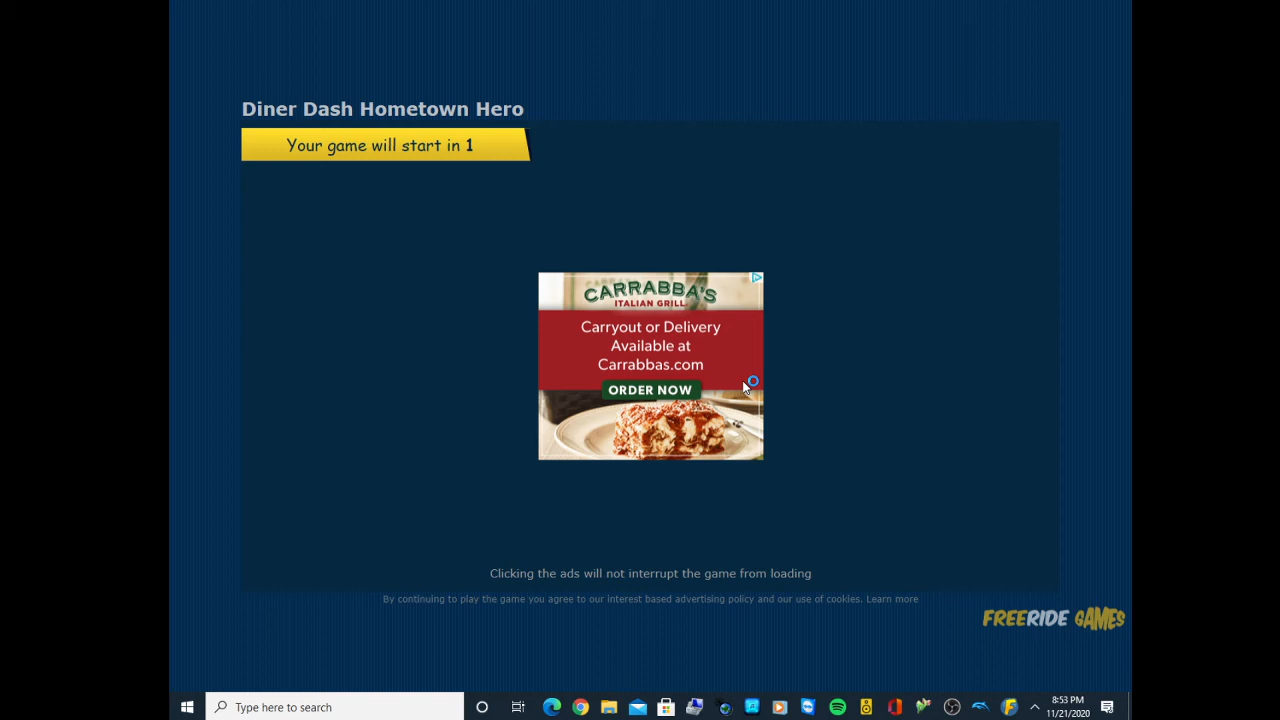 Diner Dash Hometown Hero
Your game will start in 1
CARRABBA'S
ITALIAN GRILL
Carryout or Delivery
Available at
Carrabbas.com
ORDER NOW
Clicking the ads will not interrupt the game from loading
By continuing to play the game you agree to our interest based advertising policy and our use of cookies. Learn more
FREERIDE GAMES
Type here to search
8:53 PM
11/21/2020